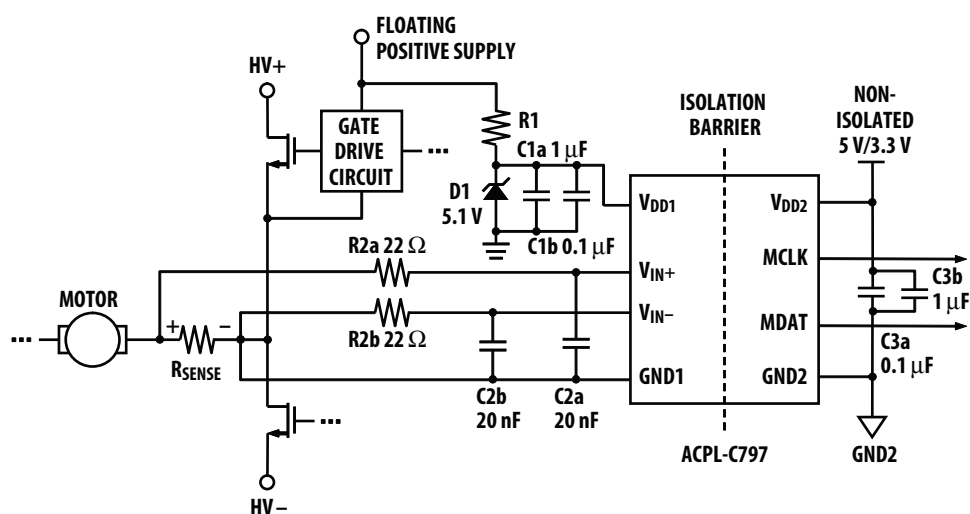 FLOATING
POSITIVE SUPPLY
HV+
GATE
DRIVE
CIRCUIT
R1
C1a 1 μF
D1
5.1 V
C1b 0.1 μF
ISOLATION
BARRIER
NON-
ISOLATED
5 V/3.3 V
VDD1
VDD2
R2a 22 Ω
VIN+
MCLK
C3b
1 μF
MOTOR
+
−
RSENSE
VIN−
R2b 22 Ω
MDAT
C3a
0.1 μF
GND1
GND2
C2b
20 nF
C2a
20 nF
ACPL-C797
GND2
HV−